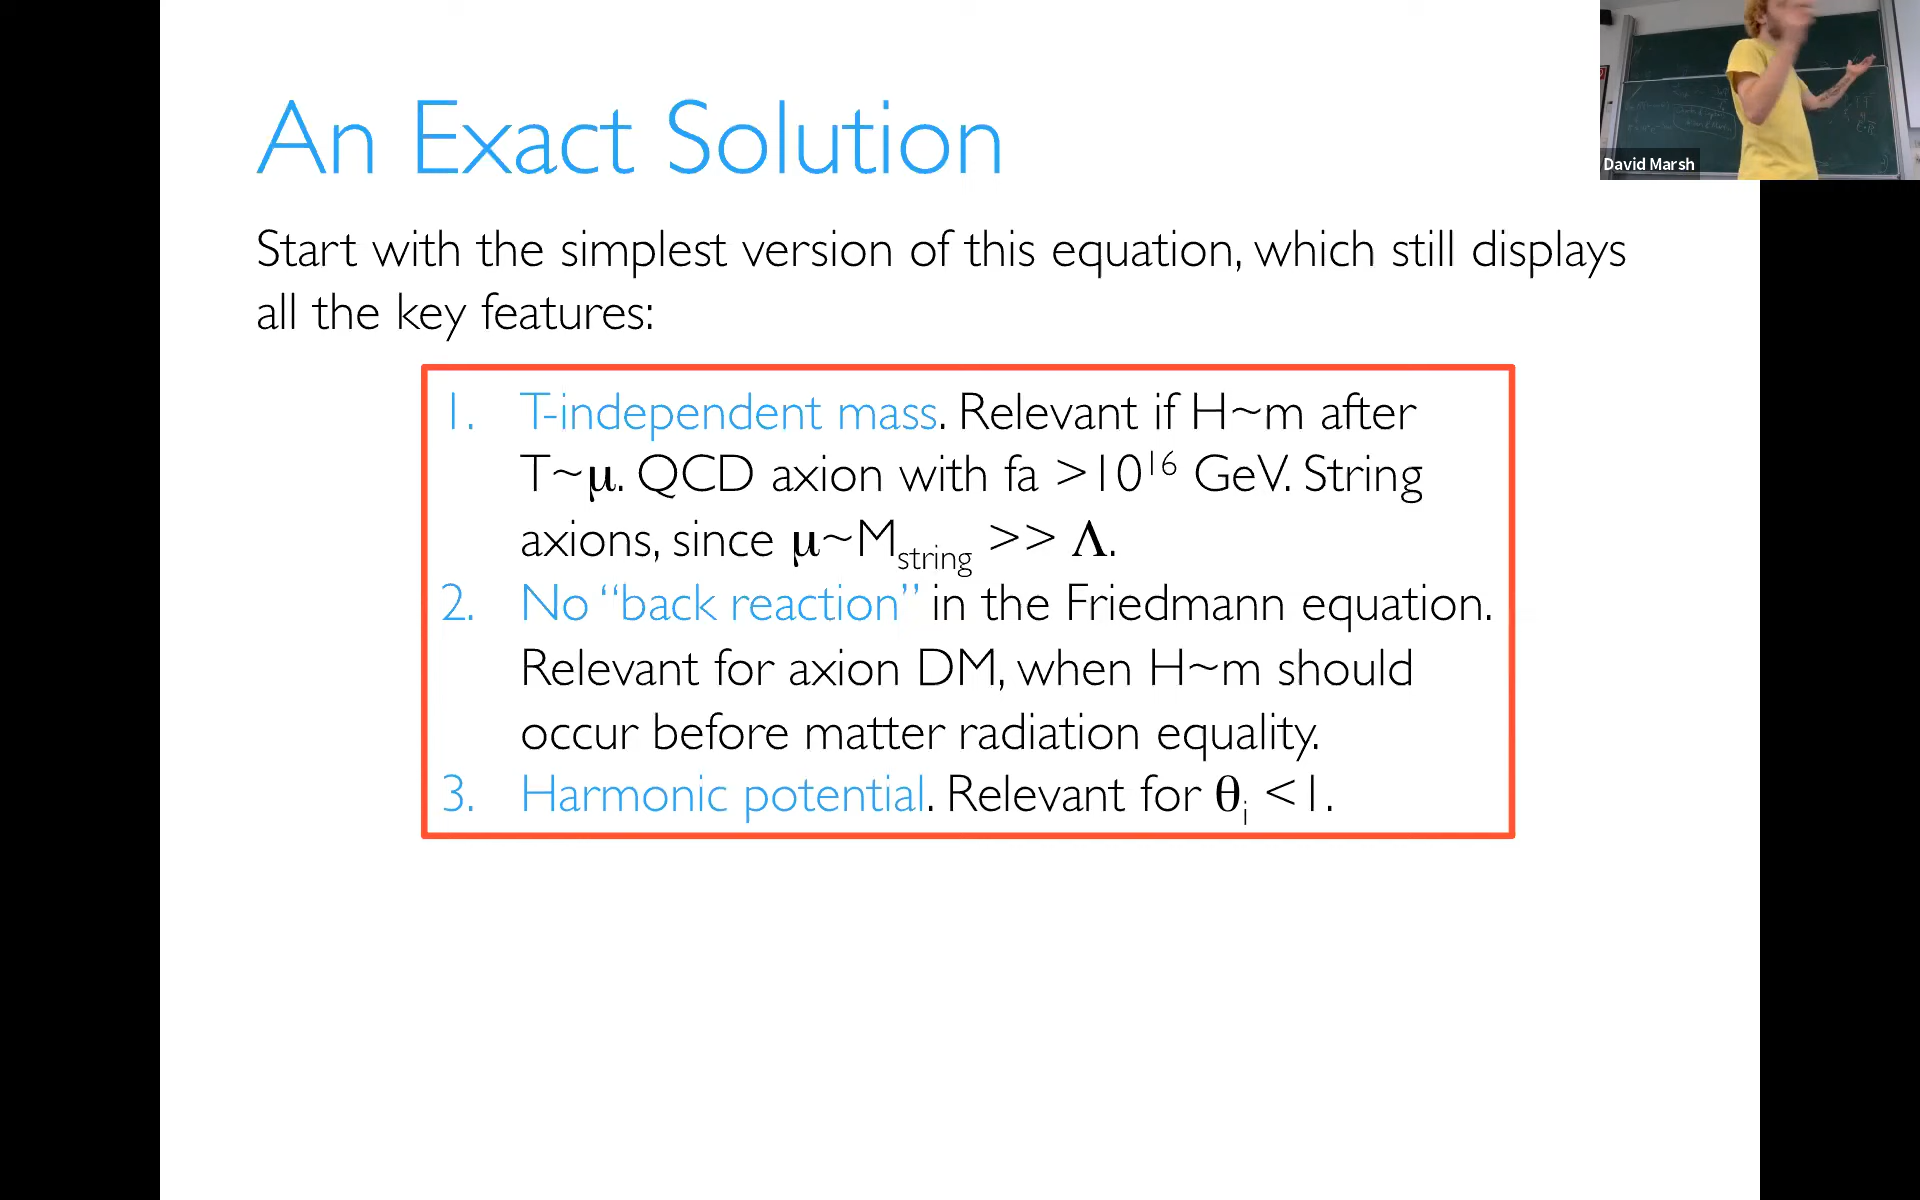 An Exact Solution
Start with the simplest version of this equation, which still displays
all the key features:
1. T-independent mass. Relevant if H~m after
T~μ. QCD axion with fa >10¹⁶ GeV. String
axions, since μ~M_string >> Λ.
2. No “back reaction” in the Friedmann equation.
Relevant for axion DM, when H~m should
occur before matter radiation equality.
3. Harmonic potential. Relevant for θ_i <1.
David Marsh